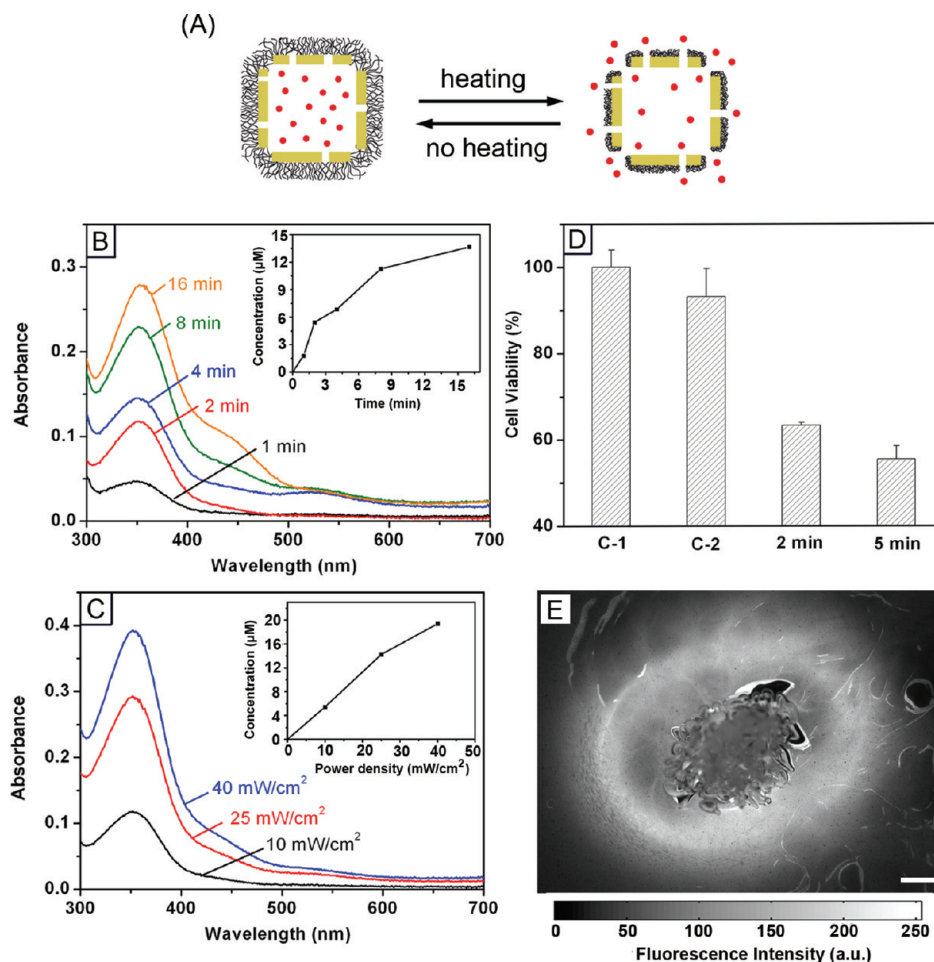 (A)
heating
no heating
B
Absorbance
0.3
0.2
0.1
0.0
300
400
500
600
700
Wavelength (nm)
16 min
8 min
4 min
2 min
1 min
Concentration (μM)
15
12
9
6
3
0
0
3
6
9
12
15
Time (min)
D
Cell Viability (%)
100
80
60
40
C-1
C-2
2 min
5 min
C
Absorbance
0.4
0.3
0.2
0.1
0.0
300
400
500
600
700
Wavelength (nm)
40 mW/cm²
25 mW/cm²
10 mW/cm²
Concentration (μM)
20
16
12
8
4
0
0
10
20
30
40
50
Power density (mW/cm²)
E
0
50
100
150
200
250
Fluorescence Intensity (a.u.)